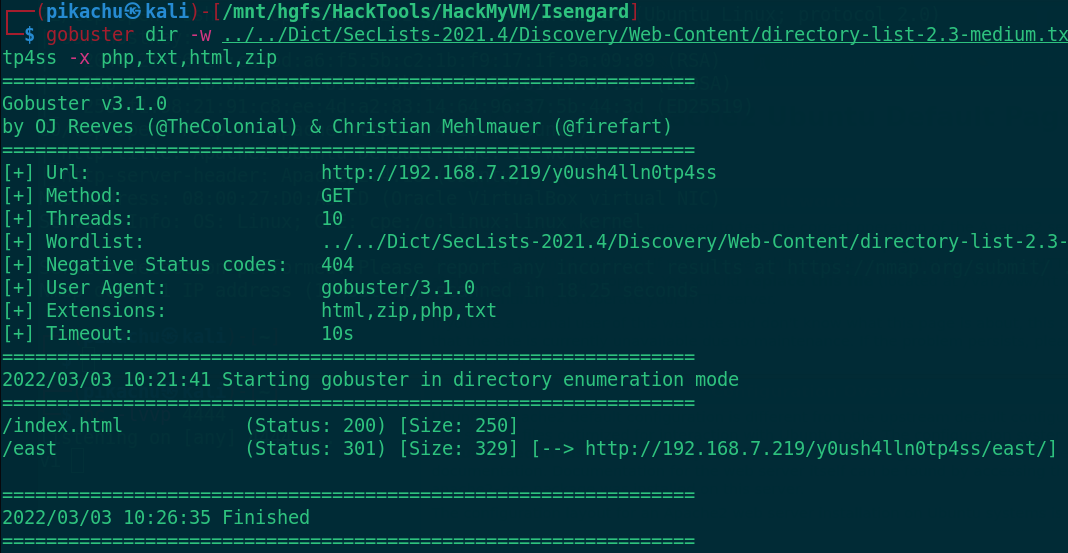 ┌──(pikachu㉿kali)-[/mnt/hgfs/HackTools/HackMyVM/Isengard]
└─$ gobuster dir -w ../../Dict/SecLists-2021.4/Discovery/Web-Content/directory-list-2.3-medium.tx
tp4ss -x php,txt,html,zip
===============================================================
Gobuster v3.1.0
by OJ Reeves (@TheColonial) & Christian Mehlmauer (@firefart)
===============================================================
[+] Url:                     http://192.168.7.219/y0ush4lln0tp4ss
[+] Method:                  GET
[+] Threads:                 10
[+] Wordlist:                ../../Dict/SecLists-2021.4/Discovery/Web-Content/directory-list-2.3-
[+] Negative Status codes:   404
[+] User Agent:              gobuster/3.1.0
[+] Extensions:              html,zip,php,txt
[+] Timeout:                 10s
===============================================================
2022/03/03 10:21:41 Starting gobuster in directory enumeration mode
===============================================================
/index.html           (Status: 200) [Size: 250]
/east                 (Status: 301) [Size: 329] [--> http://192.168.7.219/y0ush4lln0tp4ss/east/]
===============================================================
2022/03/03 10:26:35 Finished
===============================================================